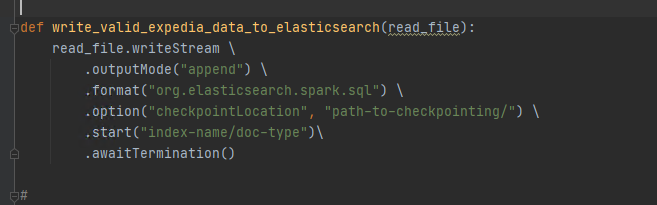 def write_valid_expedia_data_to_elasticsearch(read_file):
    read_file.writeStream \
        .outputMode("append") \
        .format("org.elasticsearch.spark.sql") \
        .option("checkpointLocation", "path-to-checkpointing/") \
        .start("index-name/doc-type")\
        .awaitTermination()
#